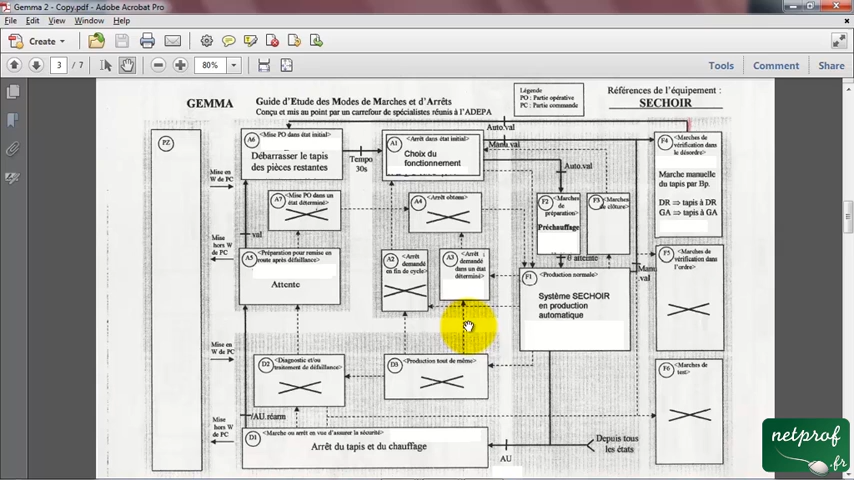 Gemma 2 - Copy.pdf - Adobe Acrobat Pro
File Edit View Window Help
Create
3 / 7
80%
Tools Comment Share
GEMMA
Guide d'Etude des Modes de Marches et d'Arrêts
Conçu et mis au point par un carrefour de spécialistes réunis à l'ADEPA
Légende
PO : Partie opérative
PC : Partie commande
Références de l'équipement :
SECHOIR
PZ
Mise en W de PC
Mise hors W de PC
Mise en W de PC
Mise hors W de PC
A6 <Mise PO dans état initial>
Débarrasser le tapis
des pièces restantes
Tempo
30s
A1 <Arrêt dans état initial>
Choix du
fonctionnement
Auto.val
Manu.val
Auto.val
F4 <Marches de vérification dans le désordre>
Marche manuelle
du tapis par Bp.
DR ⇒ tapis à DR
GA ⇒ tapis à GA
A7 <Mise PO dans un état déterminé>
A4 <Arrêt obtenu>
F2 <Marches de préparation>
Préchauffage
F3 <Marches de clôture>
val
θ atteinte
Manu
.val
A5 <Préparation pour remise en route après défaillance>
Attente
A2 <Arrêt demandé en fin de cycle>
A3 <Arrêt demandé dans un état déterminé>
F1 <Production normale>
Système SECHOIR
en production
automatique
F5 <Marches de vérification dans l'ordre>
D2 <Diagnostic et/ou traitement de défaillance>
D3 <Production tout de même>
F6 <Marches de test>
/AU.réarm
D1 <Marche ou arrêt en vue d'assurer la sécurité>
Arrêt du tapis et du chauffage
AU
Depuis tous
les états
netprof
.fr